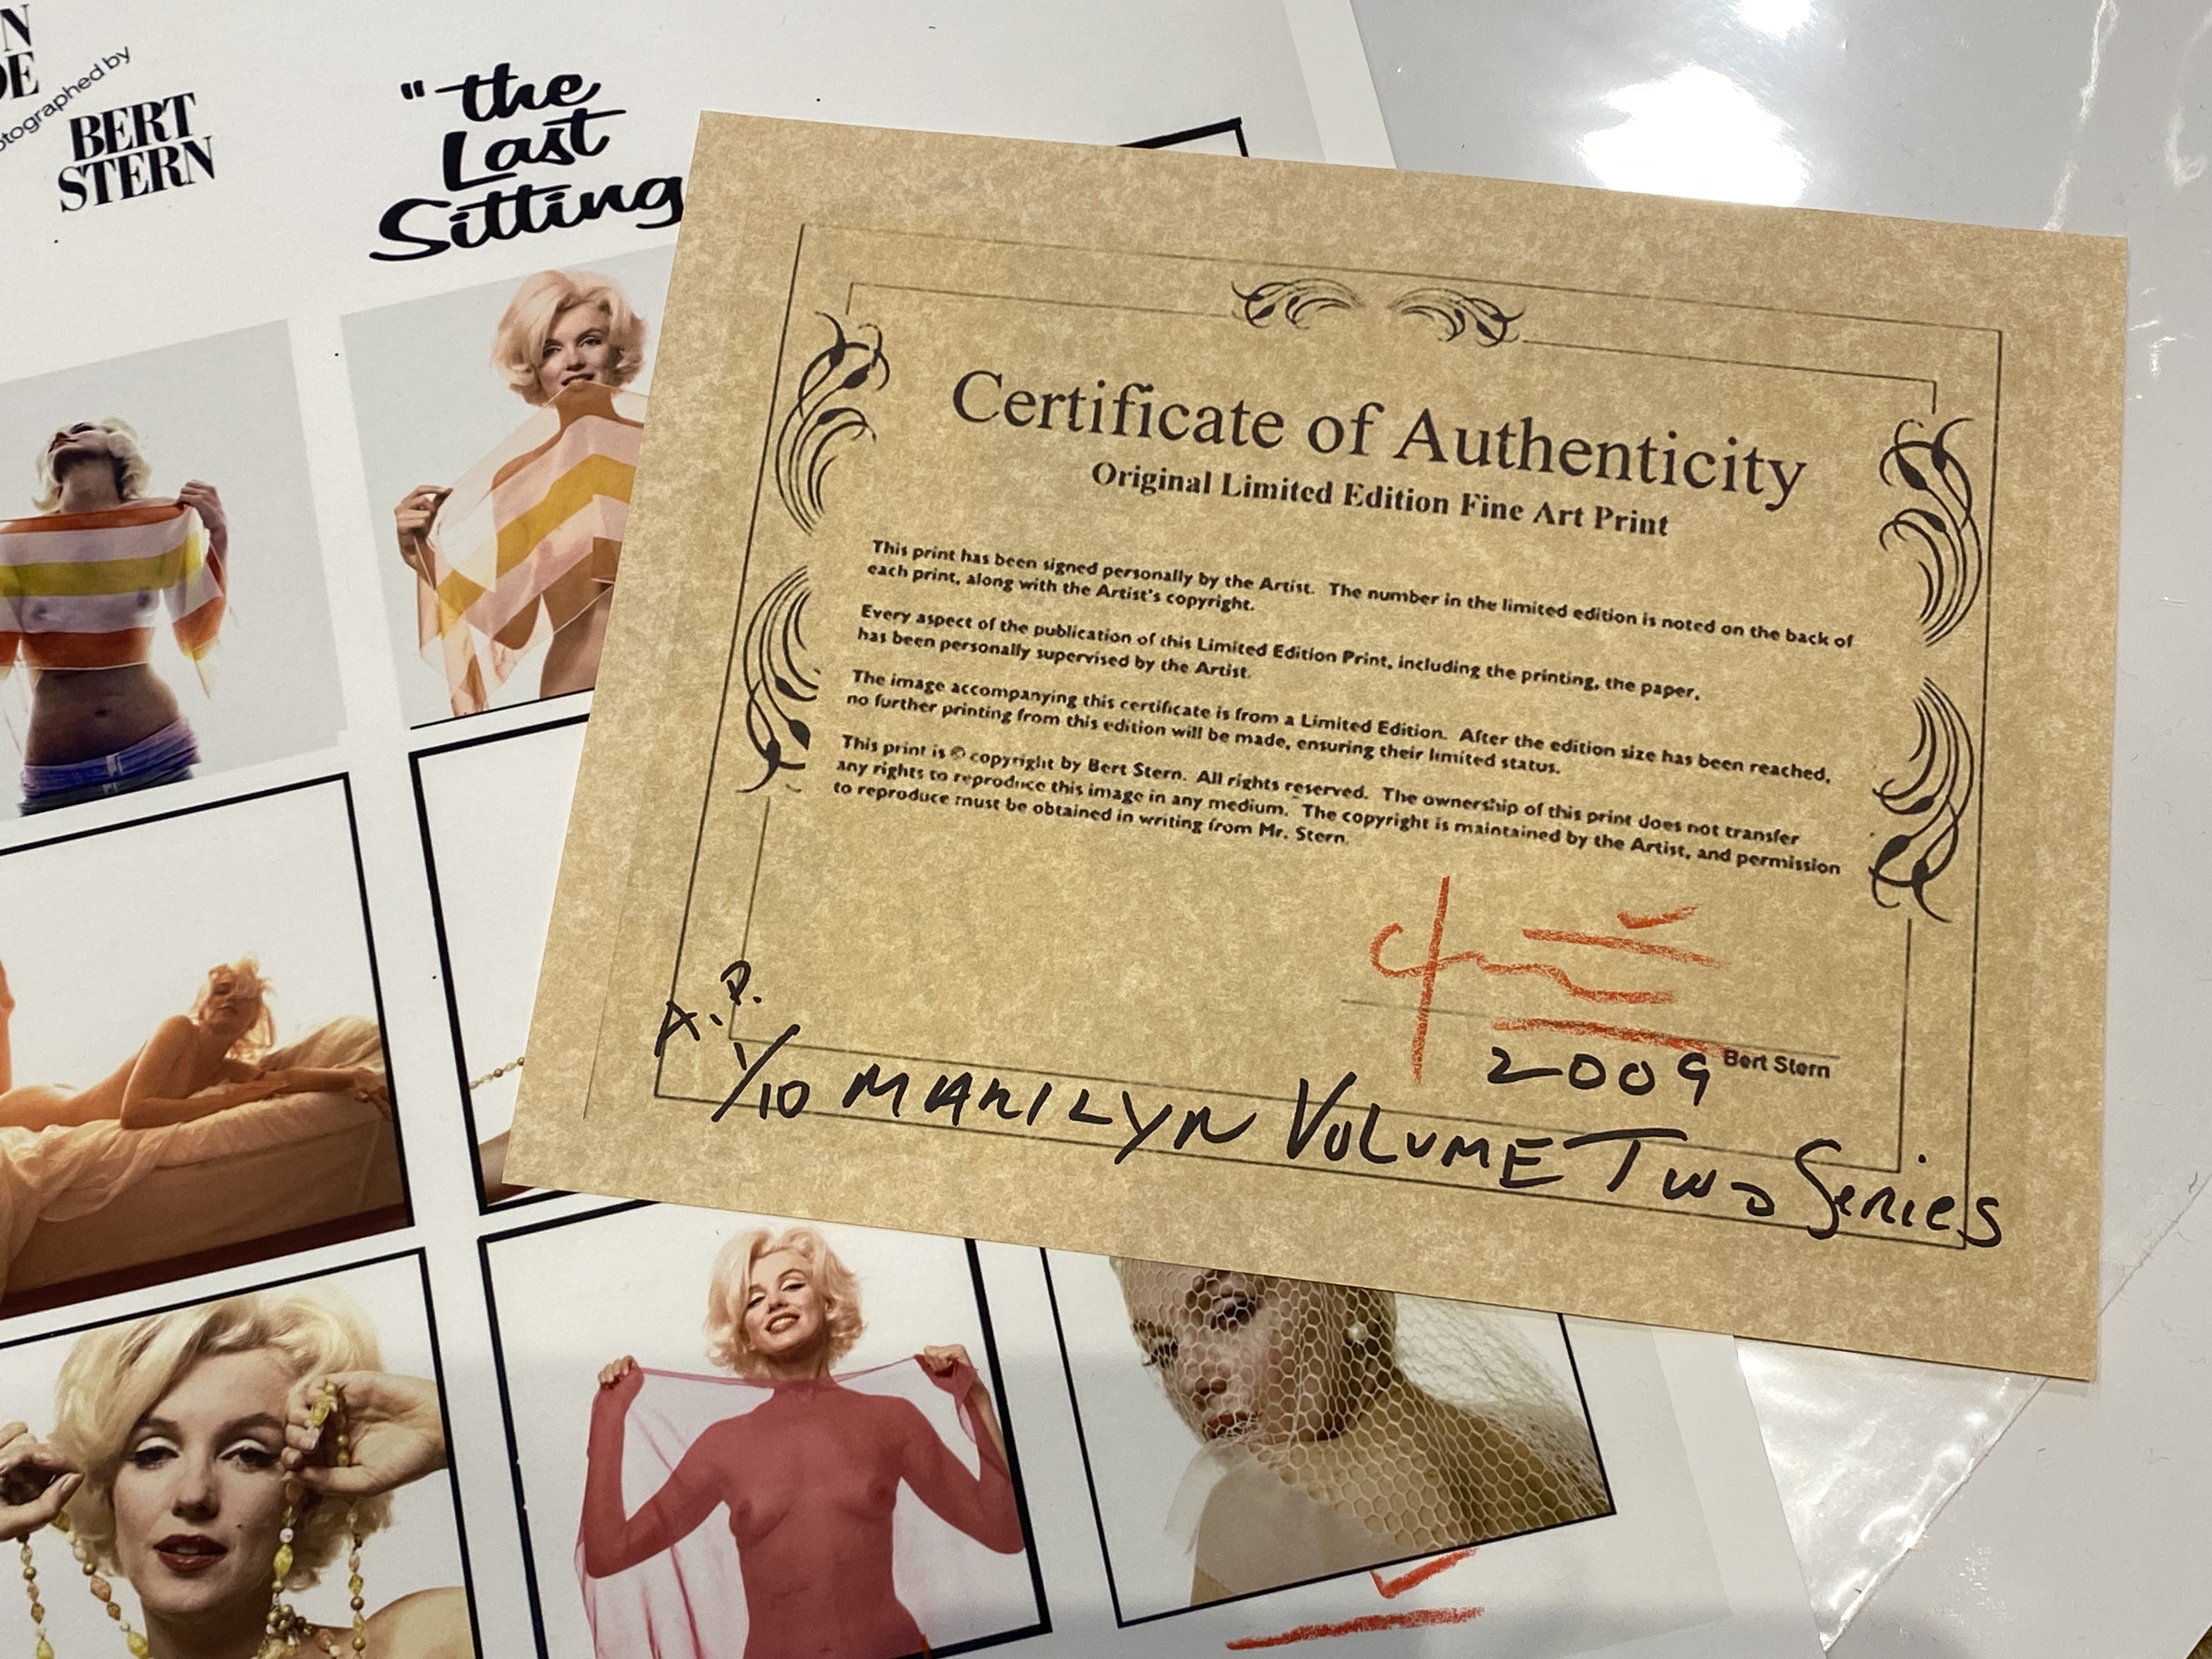 BERT
STERN
"the
Last
Sitting
Certificate of Authenticity
Original Limited Edition Fine Art Print
This print has been signed personally by the Artist. The number in the limited edition is noted on the back of
each print, along with the Artist's copyright.
Every aspect of the publication of this Limited Edition Print, including the printing, the paper,
has been personally supervised by the Artist.
The image accompanying this certificate is from a Limited Edition. After the edition size has been reached,
no further printing from this edition will be made, ensuring their limited status.
This print is © copyright by Bert Stern. All rights reserved. The ownership of this print does not transfer
any rights to reproduce this image in any medium. The copyright is maintained by the Artist, and permission
to reproduce must be obtained in writing from Mr. Stern.
Bert Stern
2009
A.P.
1/10 MARILYN VOLUME TWO SERIES